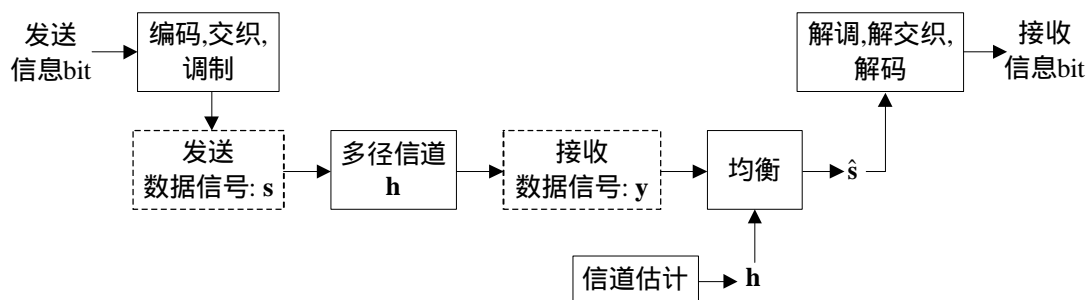 发送
信息bit
编码,交织,
调制
解调,解交织,
解码
接收
信息bit
发送
数据信号: s
多径信道
h
接收
数据信号: y
均衡
ŝ
信道估计
h